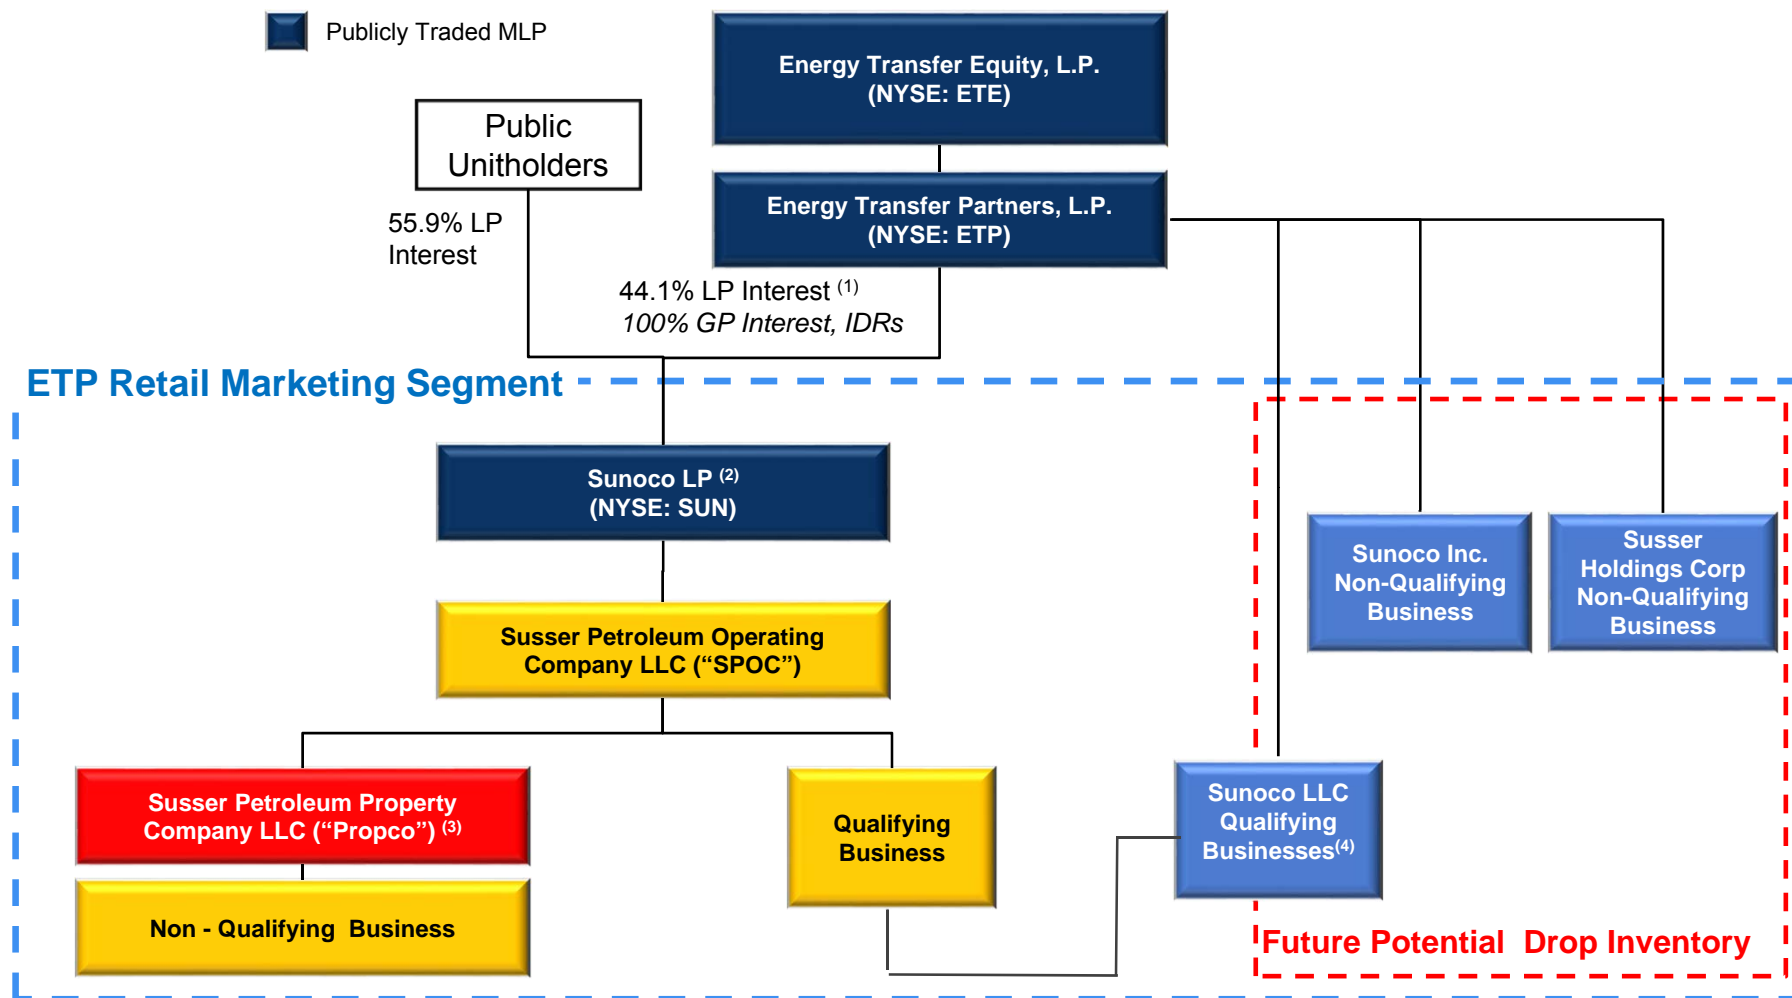 Publicly Traded MLP
Energy Transfer Equity, L.P.
(NYSE: ETE)
Public
Unitholders
Energy Transfer Partners, L.P.
(NYSE: ETP)
55.9% LP
Interest
44.1% LP Interest (1)
100% GP Interest, IDRs
ETP Retail Marketing Segment
Sunoco LP (2)
(NYSE: SUN)
Sunoco Inc.
Non-Qualifying
Business
Susser
Holdings Corp
Non-Qualifying
Business
Susser Petroleum Operating
Company LLC (“SPOC”)
Susser Petroleum Property
Company LLC (“Propco”) (3)
Qualifying
Business
Sunoco LLC
Qualifying
Businesses(4)
Non - Qualifying  Business
Future Potential  Drop Inventory